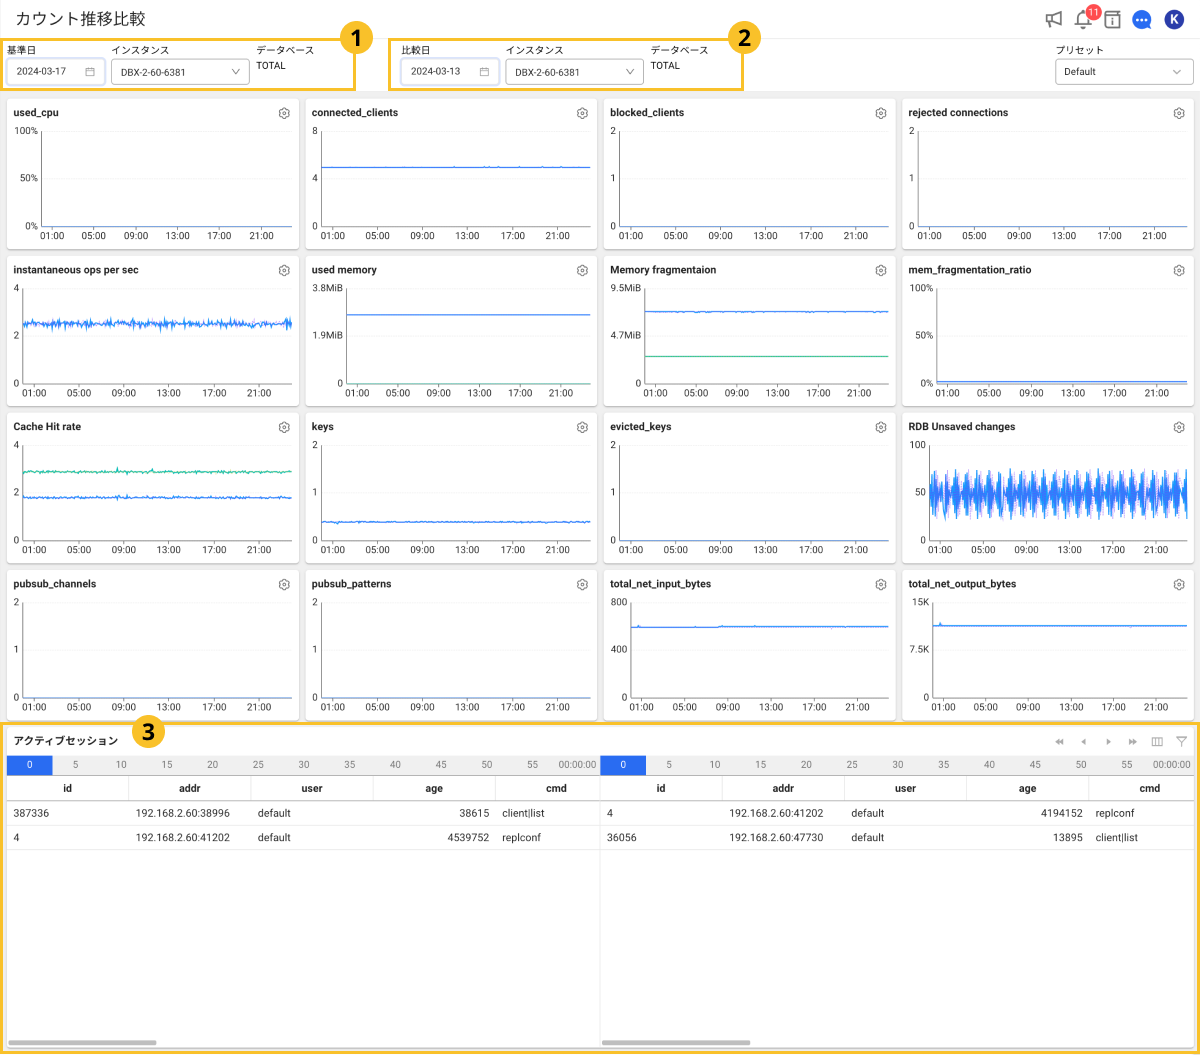 カウント推移比較
11
K
1
2
基準日 インスタンス データベース
2024-03-17 DBX-2-60-6381 TOTAL
比較日 インスタンス データベース
2024-03-13 DBX-2-60-6381 TOTAL
プリセット
Default
used_cpu
100%
50%
0%
01:00 05:00 09:00 13:00 17:00 21:00
connected_clients
8
4
0
01:00 05:00 09:00 13:00 17:00 21:00
blocked_clients
2
1
0
01:00 05:00 09:00 13:00 17:00 21:00
rejected connections
2
1
0
01:00 05:00 09:00 13:00 17:00 21:00
instantaneous ops per sec
4
2
0
01:00 05:00 09:00 13:00 17:00 21:00
used memory
3.8MiB
1.9MiB
0
01:00 05:00 09:00 13:00 17:00 21:00
Memory fragmentaion
9.5MiB
4.7MiB
0
01:00 05:00 09:00 13:00 17:00 21:00
mem_fragmentation_ratio
100%
50%
0%
01:00 05:00 09:00 13:00 17:00 21:00
Cache Hit rate
4
2
0
01:00 05:00 09:00 13:00 17:00 21:00
keys
2
1
0
01:00 05:00 09:00 13:00 17:00 21:00
evicted_keys
2
1
0
01:00 05:00 09:00 13:00 17:00 21:00
RDB Unsaved changes
100
50
0
01:00 05:00 09:00 13:00 17:00 21:00
pubsub_channels
2
1
0
01:00 05:00 09:00 13:00 17:00 21:00
pubsub_patterns
2
1
0
01:00 05:00 09:00 13:00 17:00 21:00
total_net_input_bytes
800
400
0
01:00 05:00 09:00 13:00 17:00 21:00
total_net_output_bytes
15K
7.5K
0
01:00 05:00 09:00 13:00 17:00 21:00
アクティブセッション
3
0 5 10 15 20 25 30 35 40 45 50 55 00:00:00 0 5 10 15 20 25 30 35 40 45 50 55 00:00:00
id addr user age cmd id addr user age cmd
387336 192.168.2.60:38996 default 38615 client|list 4 192.168.2.60:41202 default 4194152 replconf
4 192.168.2.60:41202 default 4539752 replconf 36056 192.168.2.60:47730 default 13895 client|list